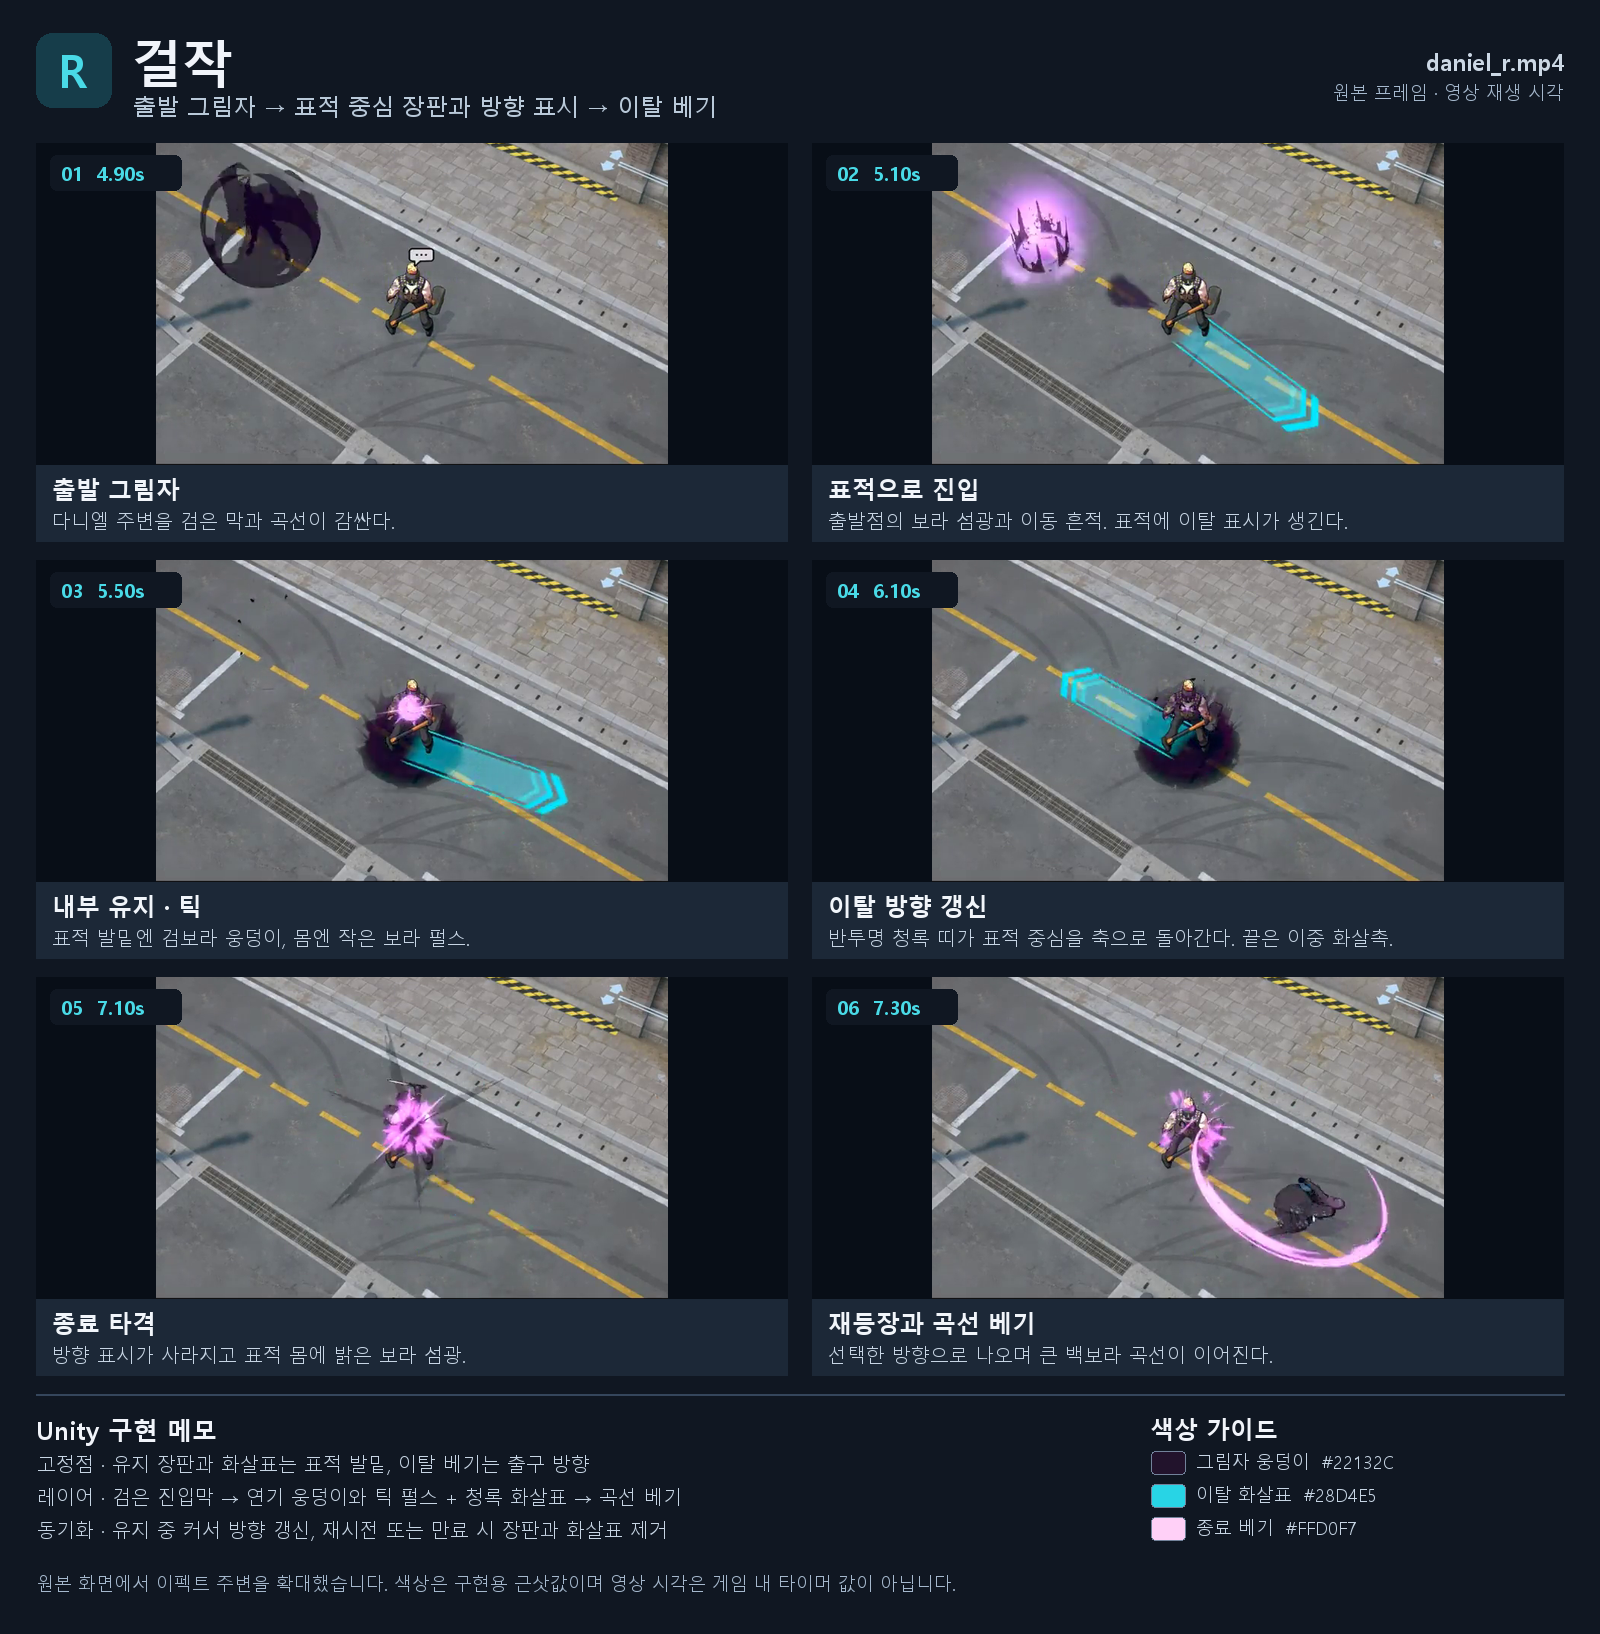 R
걸작
출발 그림자 → 표적 중심 장판과 방향 표시 → 이탈 베기
daniel_r.mp4
원본 프레임 · 영상 재생 시각
01 4.90s
출발 그림자
다니엘 주변을 검은 막과 곡선이 감싼다.
02 5.10s
표적으로 진입
출발점의 보라 섬광과 이동 흔적. 표적에 이탈 표시가 생긴다.
03 5.50s
내부 유지 · 틱
표적 발밑엔 검보라 웅덩이, 몸엔 작은 보라 펄스.
04 6.10s
이탈 방향 갱신
반투명 청록 띠가 표적 중심을 축으로 돌아간다. 끝은 이중 화살촉.
05 7.10s
종료 타격
방향 표시가 사라지고 표적 몸에 밝은 보라 섬광.
06 7.30s
재등장과 곡선 베기
선택한 방향으로 나오며 큰 백보라 곡선이 이어진다.
Unity 구현 메모
고정점 · 유지 장판과 화살표는 표적 발밑, 이탈 베기는 출구 방향
레이어 · 검은 진입막 → 연기 웅덩이와 틱 펄스 + 청록 화살표 → 곡선 베기
동기화 · 유지 중 커서 방향 갱신, 재시전 또는 만료 시 장판과 화살표 제거
색상 가이드
그림자 웅덩이 #22132C
이탈 화살표 #28D4E5
종료 베기 #FFD0F7
원본 화면에서 이펙트 주변을 확대했습니다. 색상은 구현용 근삿값이며 영상 시각은 게임 내 타이머 값이 아닙니다.